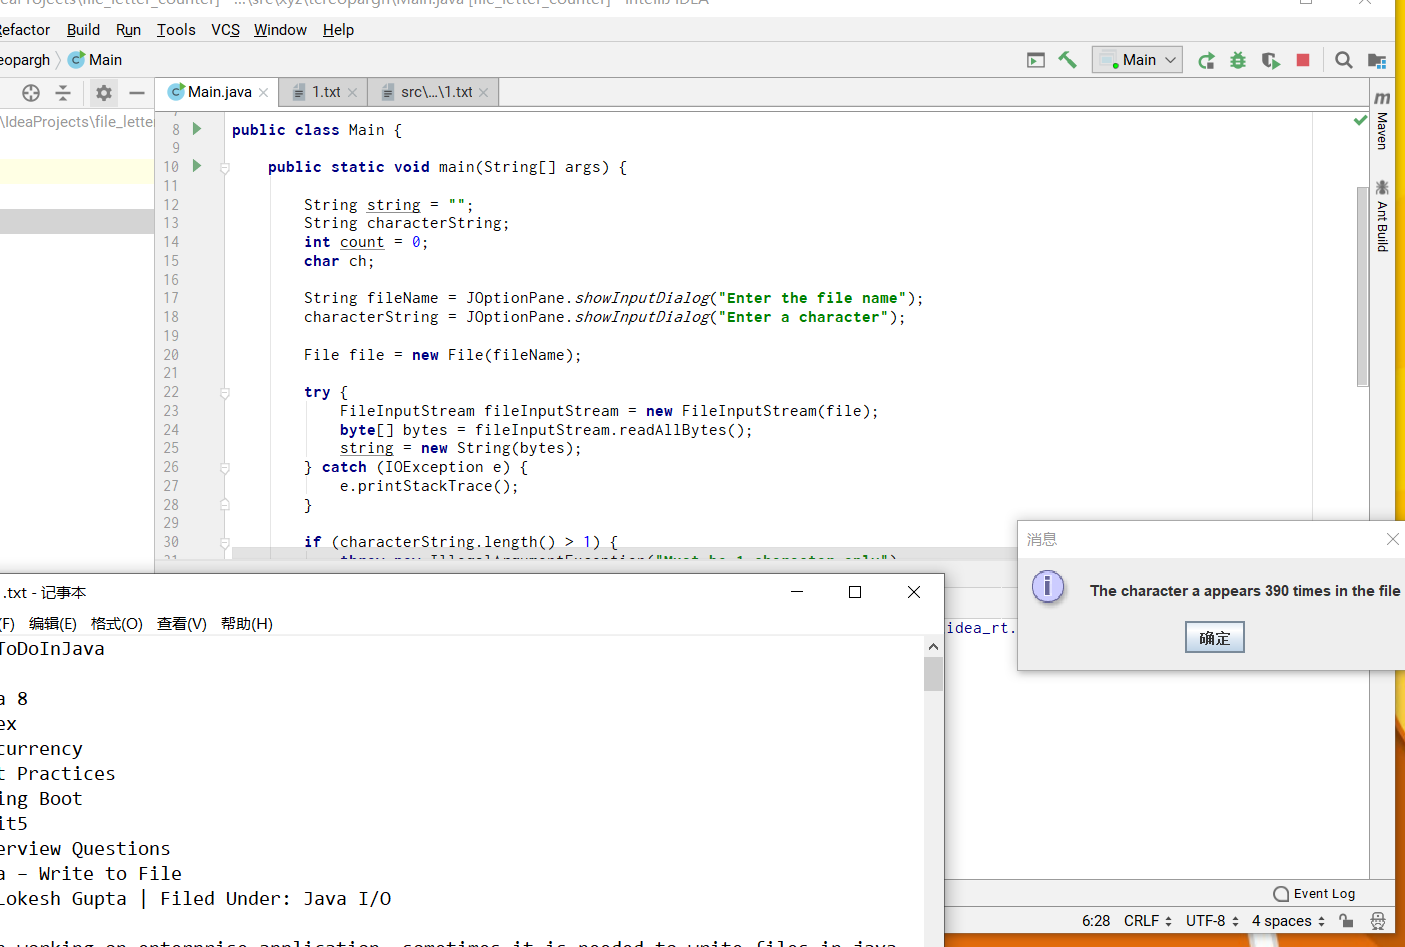 Refactor Build Run Tools VCS Window Help
Main
Main
Main.java 1.txt src\...\1.txt
\IdeaProjects\file_lette
8 public class Main {
9
10 public static void main(String[] args) {
11
12 String string = "";
13 String characterString;
14 int count = 0;
15 char ch;
16
17 String fileName = JOptionPane.showInputDialog("Enter the file name");
18 characterString = JOptionPane.showInputDialog("Enter a character");
19
20 File file = new File(fileName);
21
22 try {
23 FileInputStream fileInputStream = new FileInputStream(file);
24 byte[] bytes = fileInputStream.readAllBytes();
25 string = new String(bytes);
26 } catch (IOException e) {
27 e.printStackTrace();
28 }
29
30 if (characterString.length() > 1) {
Maven
Ant Build
消息
The character a appears 390 times in the file
确定
idea_rt.
.txt - 记事本
(F) 编辑(E) 格式(O) 查看(V) 帮助(H)
ToDoInJava
a 8
ex
currency
t Practices
ing Boot
it5
erview Questions
a – Write to File
Lokesh Gupta | Filed Under: Java I/O
Event Log
6:28 CRLF UTF-8 4 spaces